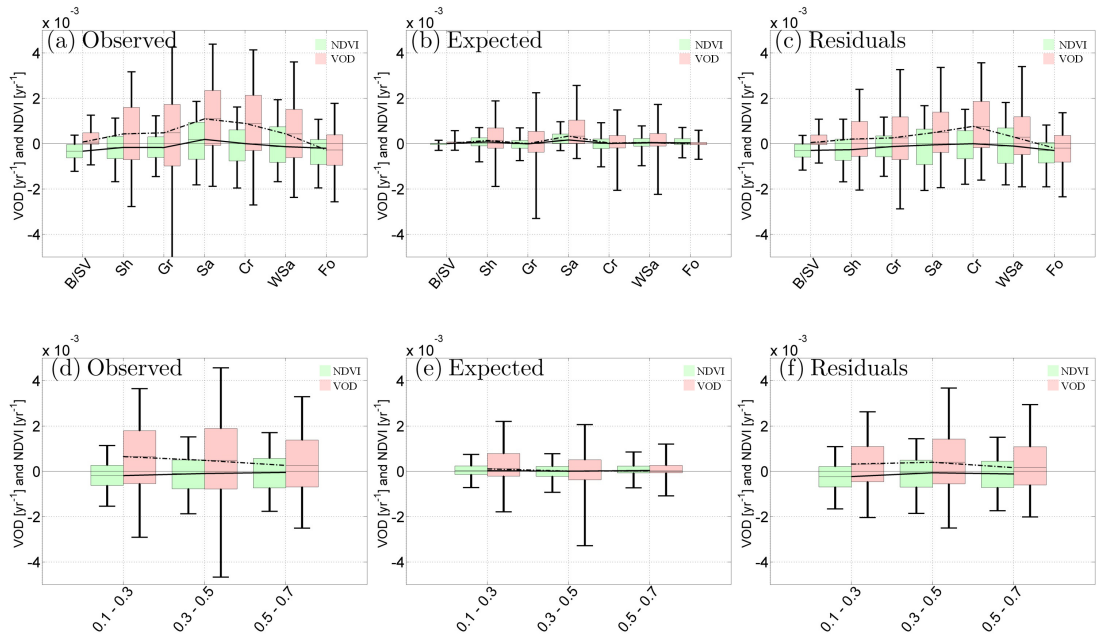 x 10⁻³
(a) Observed
NDVI
VOD
VOD [yr⁻¹] and NDVI [yr⁻¹]
4
2
0
-2
-4
B/SV Sh Gr Sa Cr WSa Fo
x 10⁻³
(b) Expected
NDVI
VOD
VOD [yr⁻¹] and NDVI [yr⁻¹]
4
2
0
-2
-4
B/SV Sh Gr Sa Cr WSa Fo
x 10⁻³
(c) Residuals
NDVI
VOD
VOD [yr⁻¹] and NDVI [yr⁻¹]
4
2
0
-2
-4
B/SV Sh Gr Sa Cr WSa Fo
x 10⁻³
(d) Observed
NDVI
VOD
VOD [yr⁻¹] and NDVI [yr⁻¹]
4
2
0
-2
-4
0.1 - 0.3 0.3 - 0.5 0.5 - 0.7
x 10⁻³
(e) Expected
NDVI
VOD
VOD [yr⁻¹] and NDVI [yr⁻¹]
4
2
0
-2
-4
0.1 - 0.3 0.3 - 0.5 0.5 - 0.7
x 10⁻³
(f) Residuals
NDVI
VOD
VOD [yr⁻¹] and NDVI [yr⁻¹]
4
2
0
-2
-4
0.1 - 0.3 0.3 - 0.5 0.5 - 0.7